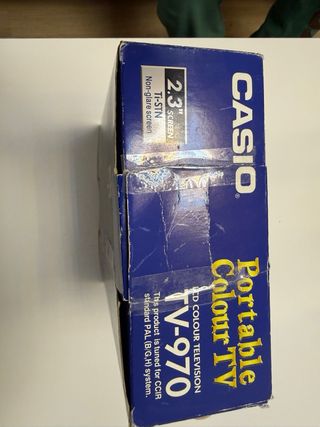 CASIO®
2.3" SCREEN
Ti-STN
Non-glare screen
Portable
Colour TV
LCD COLOUR TELEVISION
TV-970
This product is tuned for CCIR
standard PAL (B/G,H) system.